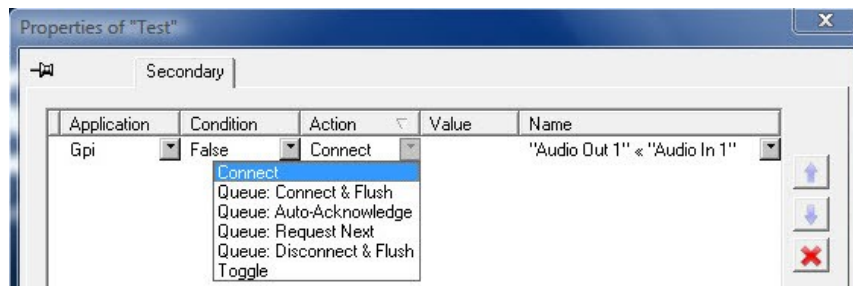 Properties of "Test"
Secondary
Application Condition Action Value Name
Gpi False Connect "Audio Out 1" « "Audio In 1"
Connect
Queue: Connect & Flush
Queue: Auto-Acknowledge
Queue: Request Next
Queue: Disconnect & Flush
Toggle